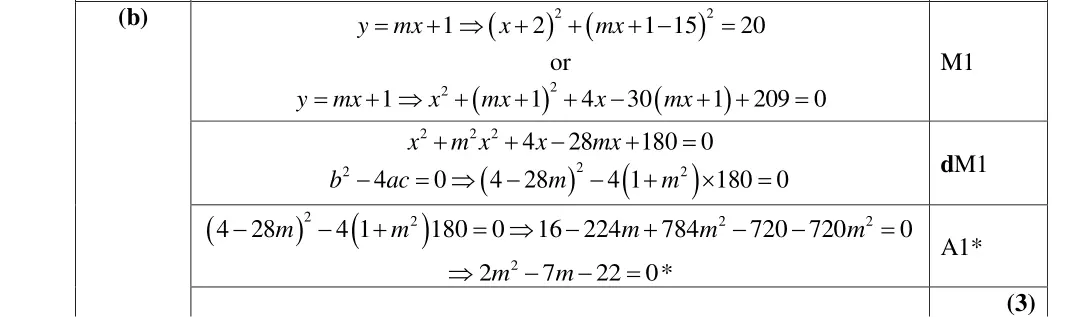 (b)
y = mx + 1 ⇒ (x + 2)² + (mx + 1 − 15)² = 20
M1
or
y = mx + 1 ⇒ x² + (mx + 1)² + 4x − 30(mx + 1) + 209 = 0
x² + m²x² + 4x − 28mx + 180 = 0
dM1
b² − 4ac = 0 ⇒ (4 − 28m)² − 4(1 + m²) × 180 = 0
(4 − 28m)² − 4(1 + m²)180 = 0 ⇒ 16 − 224m + 784m² − 720 − 720m² = 0
A1*
⇒ 2m² − 7m − 22 = 0*
(3)